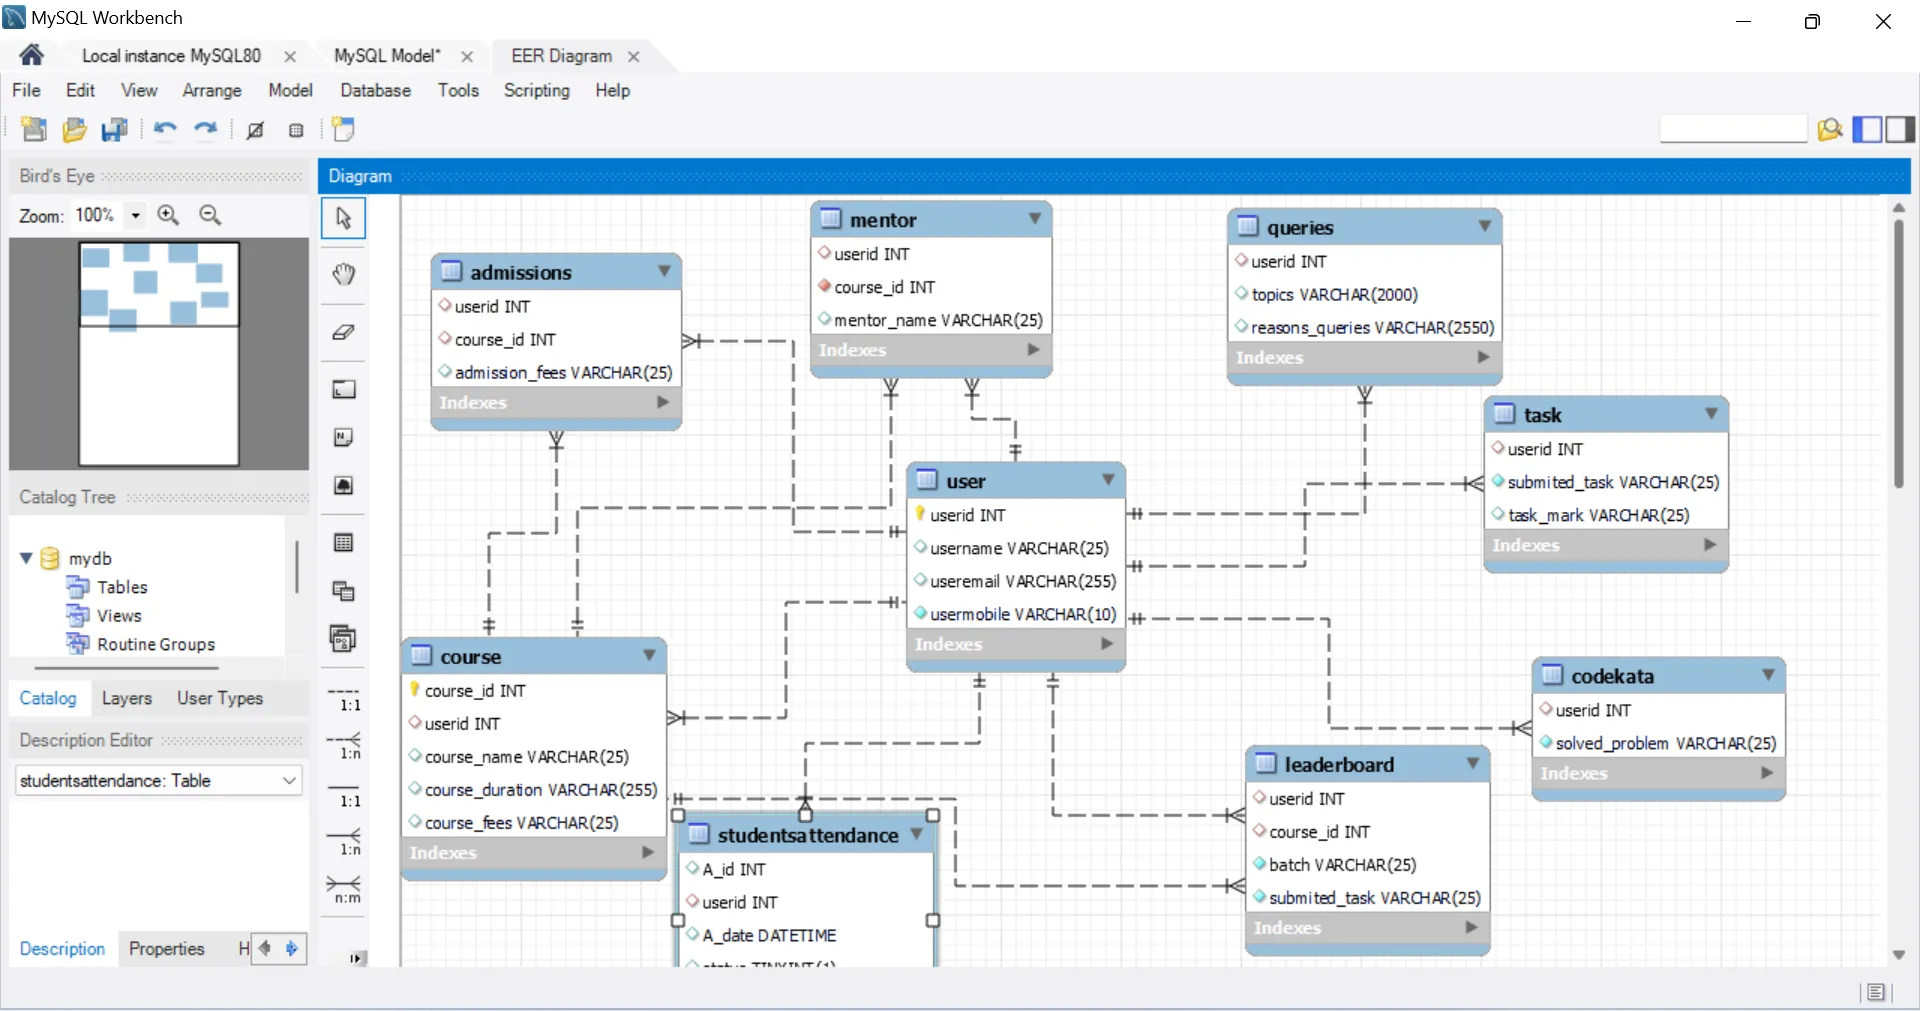 MySQL Workbench
Local instance MySQL80
MySQL Model*
EER Diagram
File Edit View Arrange Model Database Tools Scripting Help
Bird's Eye
Zoom: 100%
Catalog Tree
mydb
Tables
Views
Routine Groups
Catalog Layers User Types
Description Editor
studentsattendance: Table
Description Properties H
Diagram
1:1
1:n
1:1
1:n
n:m
admissions
userid INT
course_id INT
admission_fees VARCHAR(25)
Indexes
mentor
userid INT
course_id INT
mentor_name VARCHAR(25)
Indexes
queries
userid INT
topics VARCHAR(2000)
reasons_queries VARCHAR(2550)
Indexes
task
userid INT
submited_task VARCHAR(25)
task_mark VARCHAR(25)
Indexes
user
userid INT
username VARCHAR(25)
useremail VARCHAR(255)
usermobile VARCHAR(10)
Indexes
course
course_id INT
userid INT
course_name VARCHAR(25)
course_duration VARCHAR(255)
course_fees VARCHAR(25)
Indexes
codekata
userid INT
solved_problem VARCHAR(25)
Indexes
leaderboard
userid INT
course_id INT
batch VARCHAR(25)
submited_task VARCHAR(25)
Indexes
studentsattendance
A_id INT
userid INT
A_date DATETIME
status TINYINT(1)